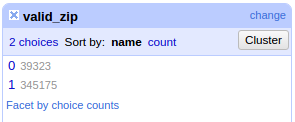 valid_zip change
2 choices Sort by: name count Cluster
0 39323
1 345175
Facet by choice counts